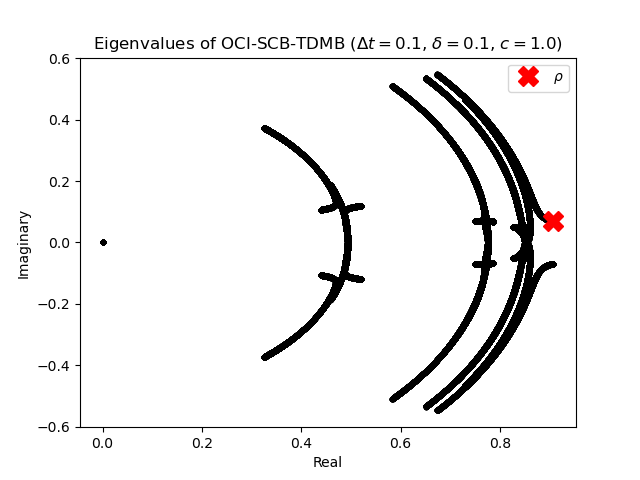 Eigenvalues of OCI-SCB-TDMB (Δt = 0.1, δ = 0.1, c = 1.0)
ρ
0.6
0.4
0.2
0.0
−0.2
−0.4
−0.6
Imaginary
0.0 0.2 0.4 0.6 0.8
Real